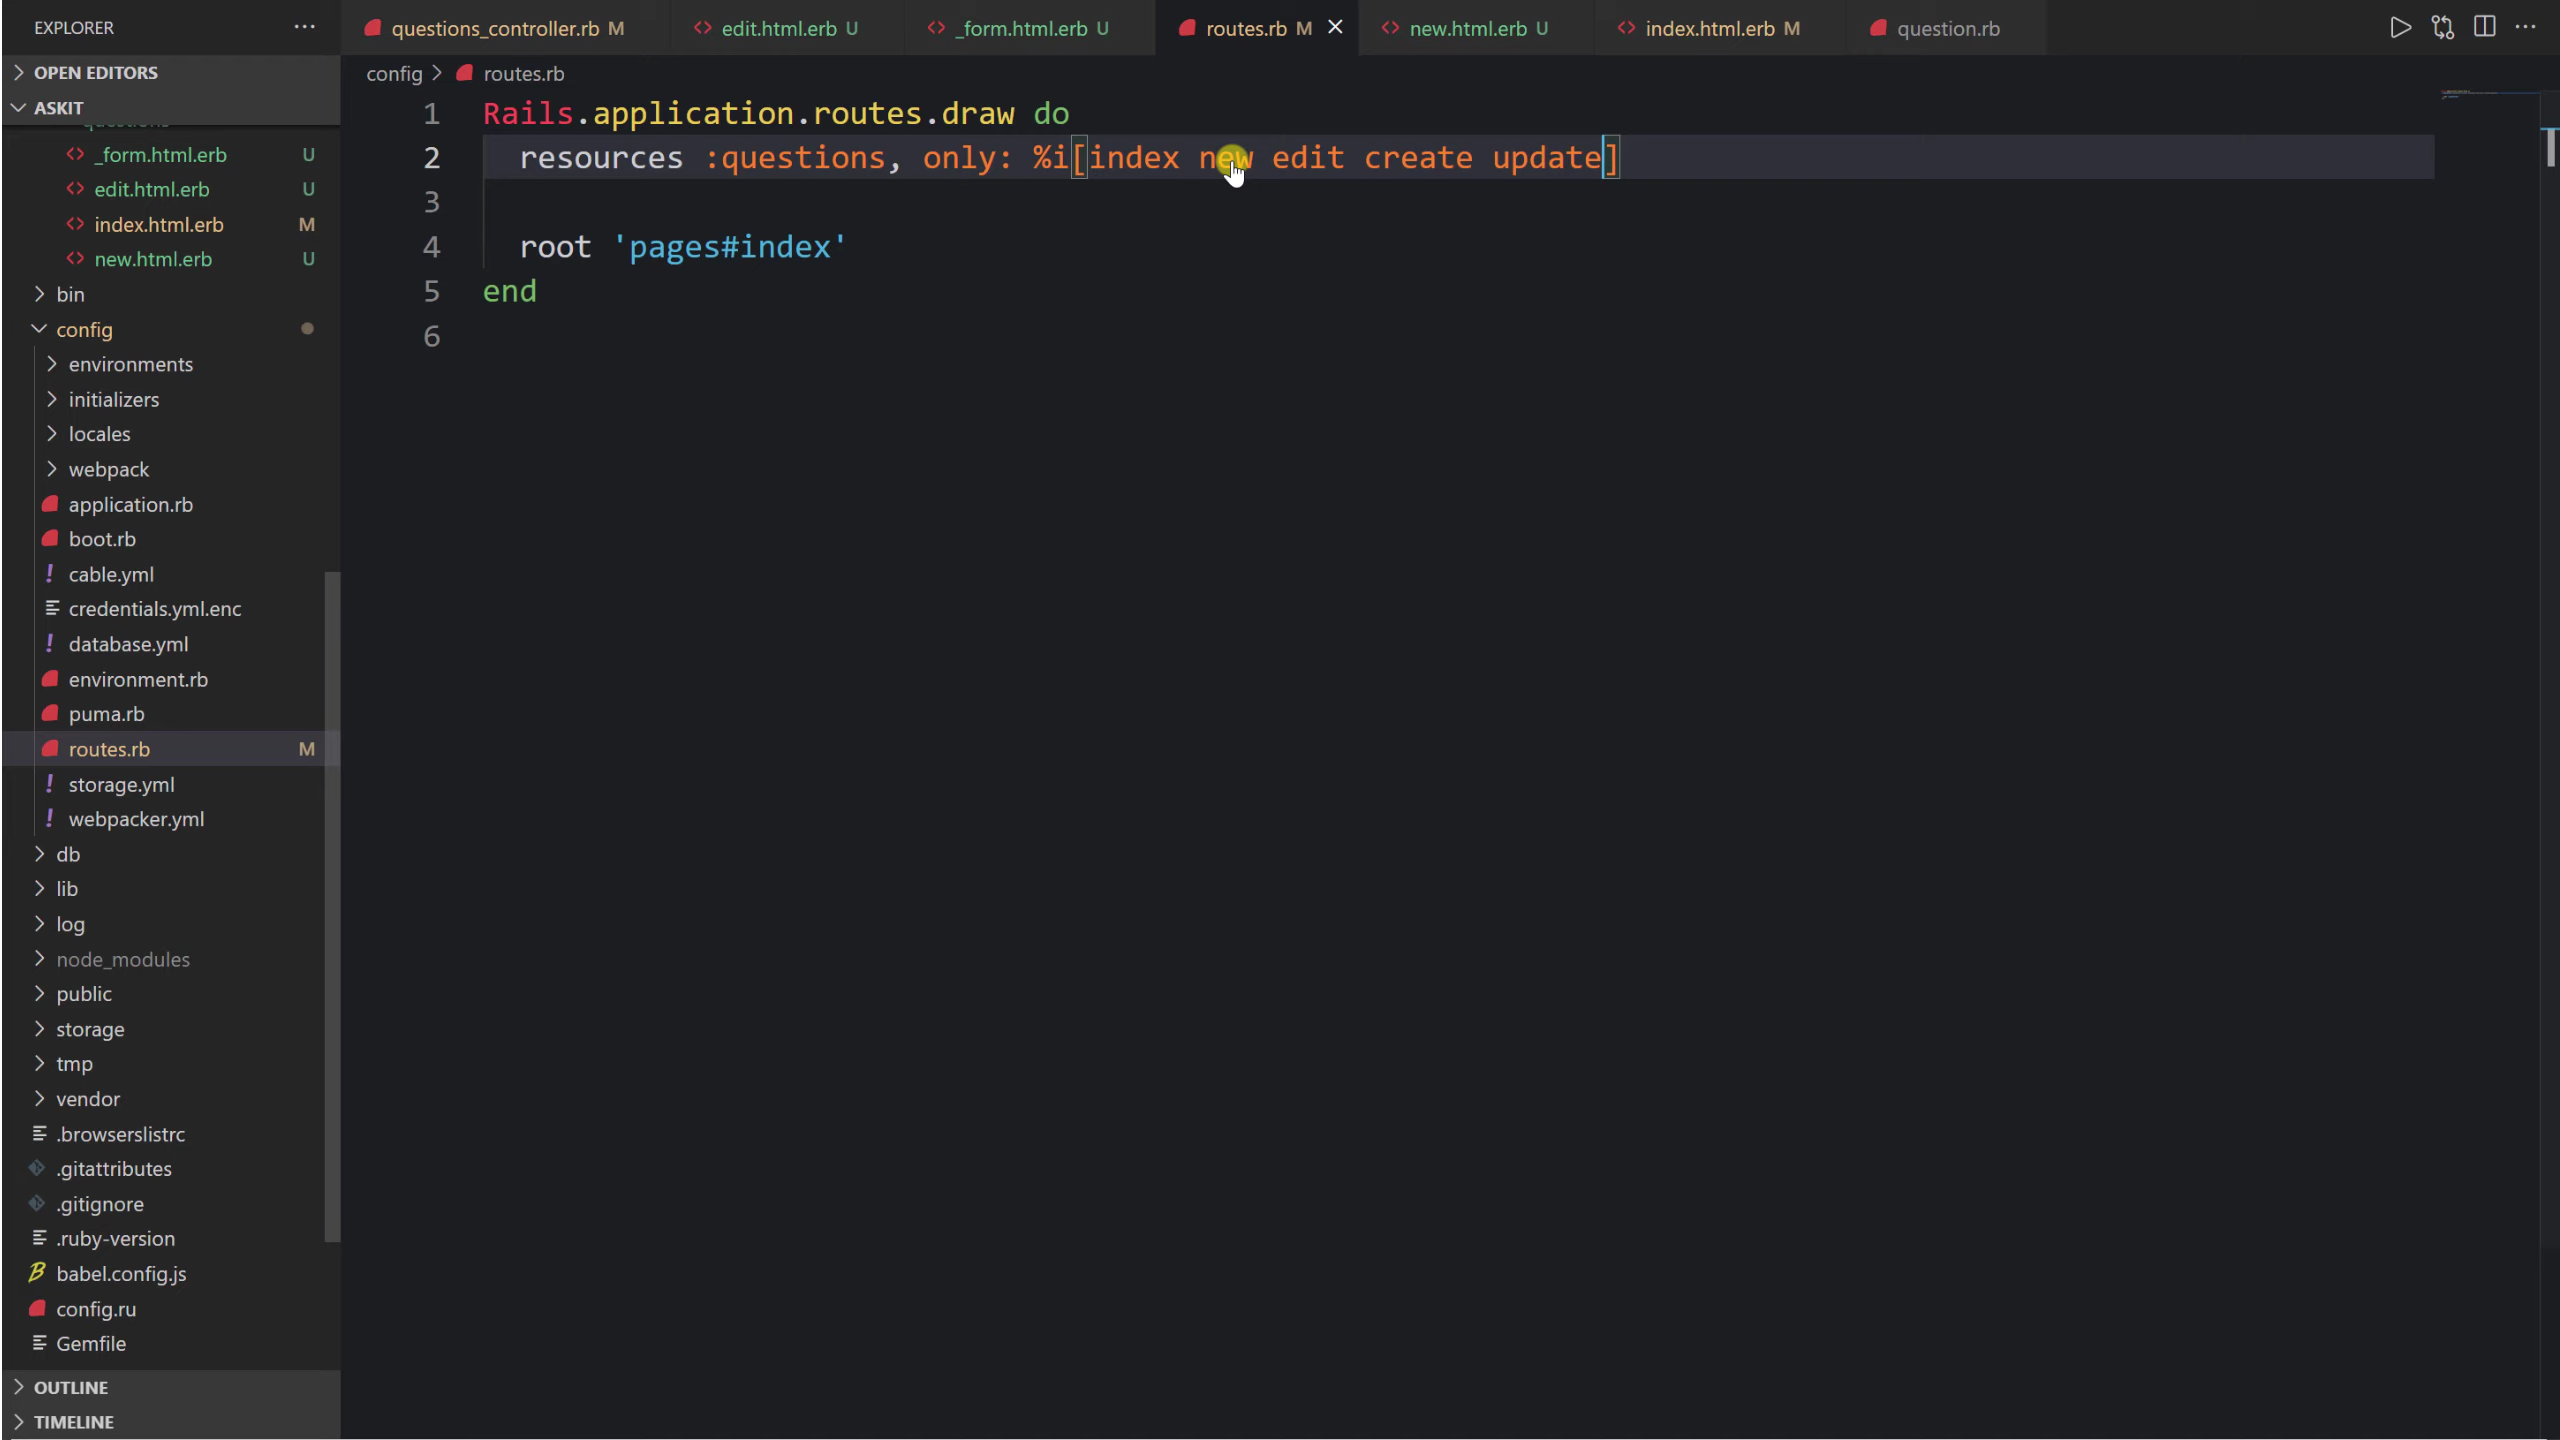 EXPLORER
questions_controller.rb M
edit.html.erb U
_form.html.erb U
routes.rb M
new.html.erb U
index.html.erb M
question.rb
OPEN EDITORS
ASKIT
config > routes.rb
questions
_form.html.erb U
edit.html.erb U
index.html.erb M
new.html.erb U
bin
config
environments
initializers
locales
webpack
application.rb
boot.rb
! cable.yml
credentials.yml.enc
! database.yml
environment.rb
puma.rb
routes.rb M
! storage.yml
! webpacker.yml
db
lib
log
node_modules
public
storage
tmp
vendor
.browserslistrc
.gitattributes
.gitignore
.ruby-version
babel.config.js
config.ru
Gemfile
OUTLINE
TIMELINE
1 Rails.application.routes.draw do
2 resources :questions, only: %i[index new edit create update]
3
4 root 'pages#index'
5 end
6